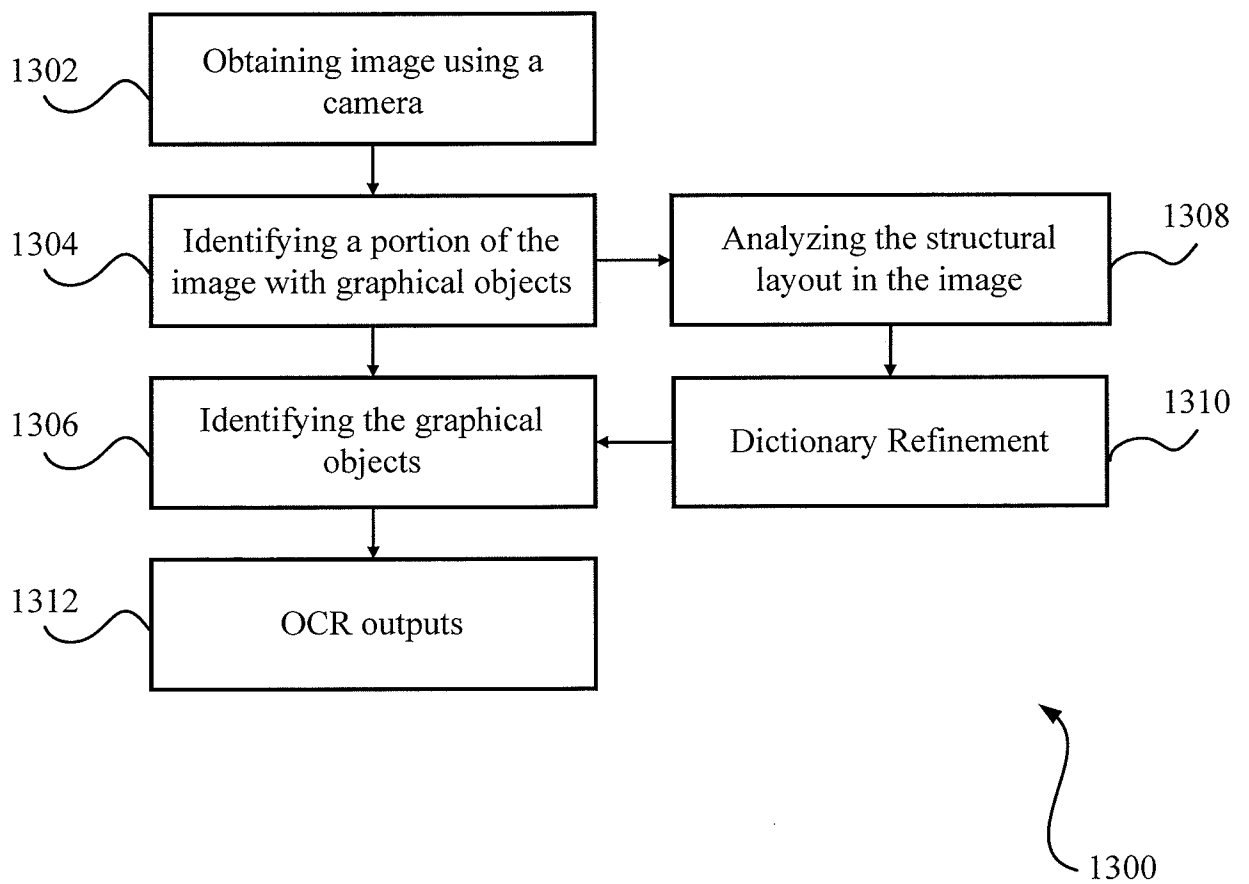 1302
Obtaining image using a
camera
1304
Identifying a portion of the
image with graphical objects
Analyzing the structural
layout in the image
1308
1306
Identifying the graphical
objects
Dictionary Refinement
1310
1312
OCR outputs
1300